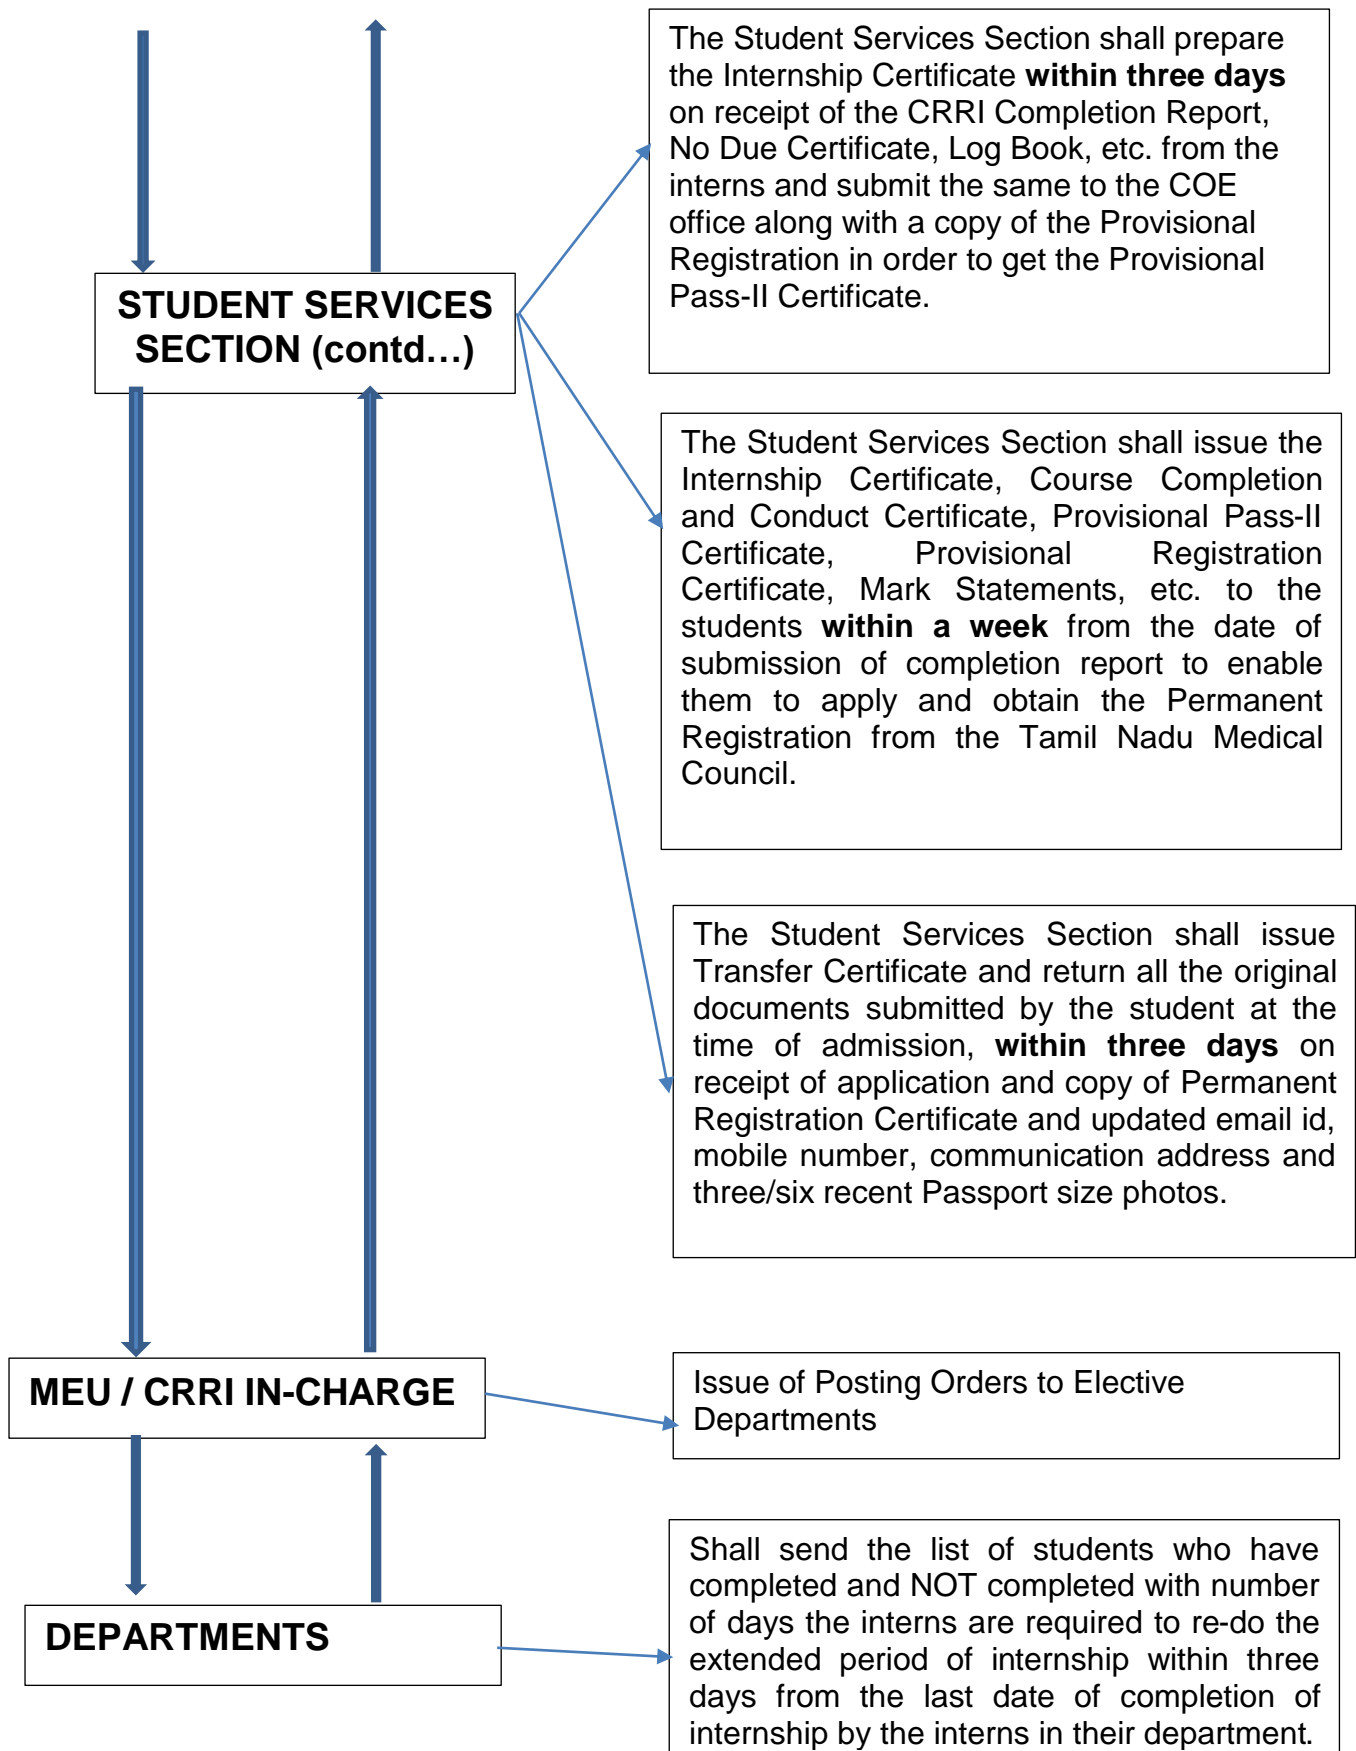 The Student Services Section shall prepare
the Internship Certificate within three days
on receipt of the CRRI Completion Report,
No Due Certificate, Log Book, etc. from the
interns and submit the same to the COE
office along with a copy of the Provisional
Registration in order to get the Provisional
Pass-II Certificate.
STUDENT SERVICES
SECTION (contd…)
The Student Services Section shall issue the
Internship Certificate, Course Completion
and Conduct Certificate, Provisional Pass-II
Certificate, Provisional Registration
Certificate, Mark Statements, etc. to the
students within a week from the date of
submission of completion report to enable
them to apply and obtain the Permanent
Registration from the Tamil Nadu Medical
Council.
The Student Services Section shall issue
Transfer Certificate and return all the original
documents submitted by the student at the
time of admission, within three days on
receipt of application and copy of Permanent
Registration Certificate and updated email id,
mobile number, communication address and
three/six recent Passport size photos.
MEU / CRRI IN-CHARGE
Issue of Posting Orders to Elective
Departments
DEPARTMENTS
Shall send the list of students who have
completed and NOT completed with number
of days the interns are required to re-do the
extended period of internship within three
days from the last date of completion of
internship by the interns in their department.